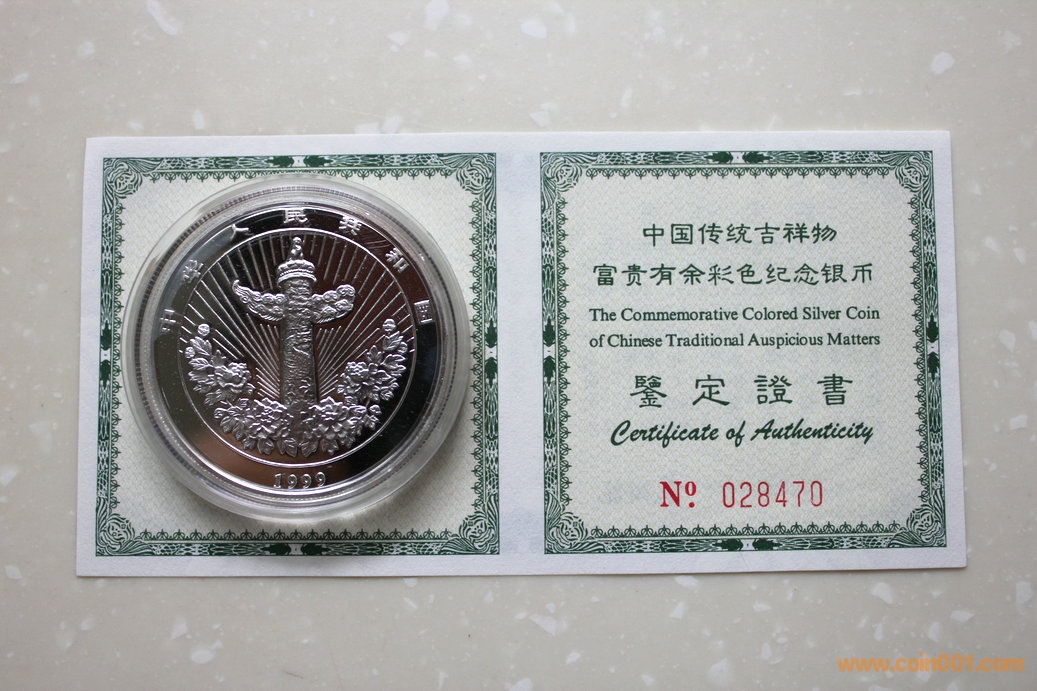 中华人民共和国
1999
中国传统吉祥物
富贵有余彩色纪念银币
The Commemorative Colored Silver Coin
of Chinese Traditional Auspicious Matters
鑒定證書
Certificate of Authenticity
Nº 028470
www.coin001.com